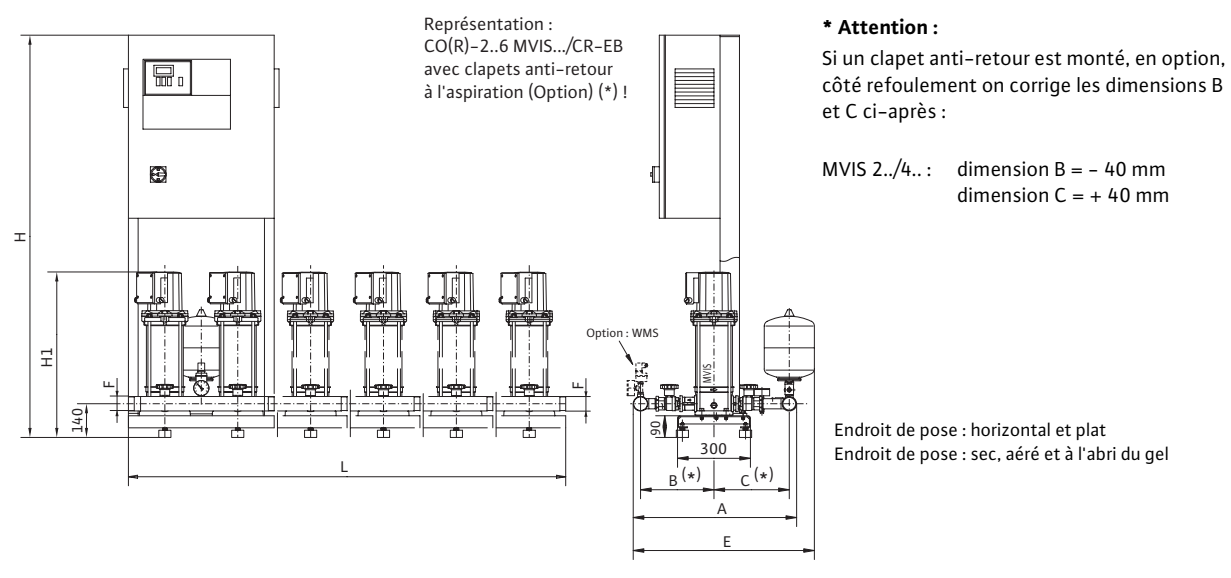 Représentation :
CO(R)-2..6 MVIS.../CR-EB
avec clapets anti-retour
à l'aspiration (Option) (*) !
* Attention :
Si un clapet anti-retour est monté, en option,
côté refoulement on corrige les dimensions B
et C ci-après :
MVIS 2../4.. : dimension B = - 40 mm
dimension C = + 40 mm
H
H1
F
140
F
L
Option : WMS
MVIS
90
300
B (*)
C (*)
A
E
Endroit de pose : horizontal et plat
Endroit de pose : sec, aéré et à l'abri du gel